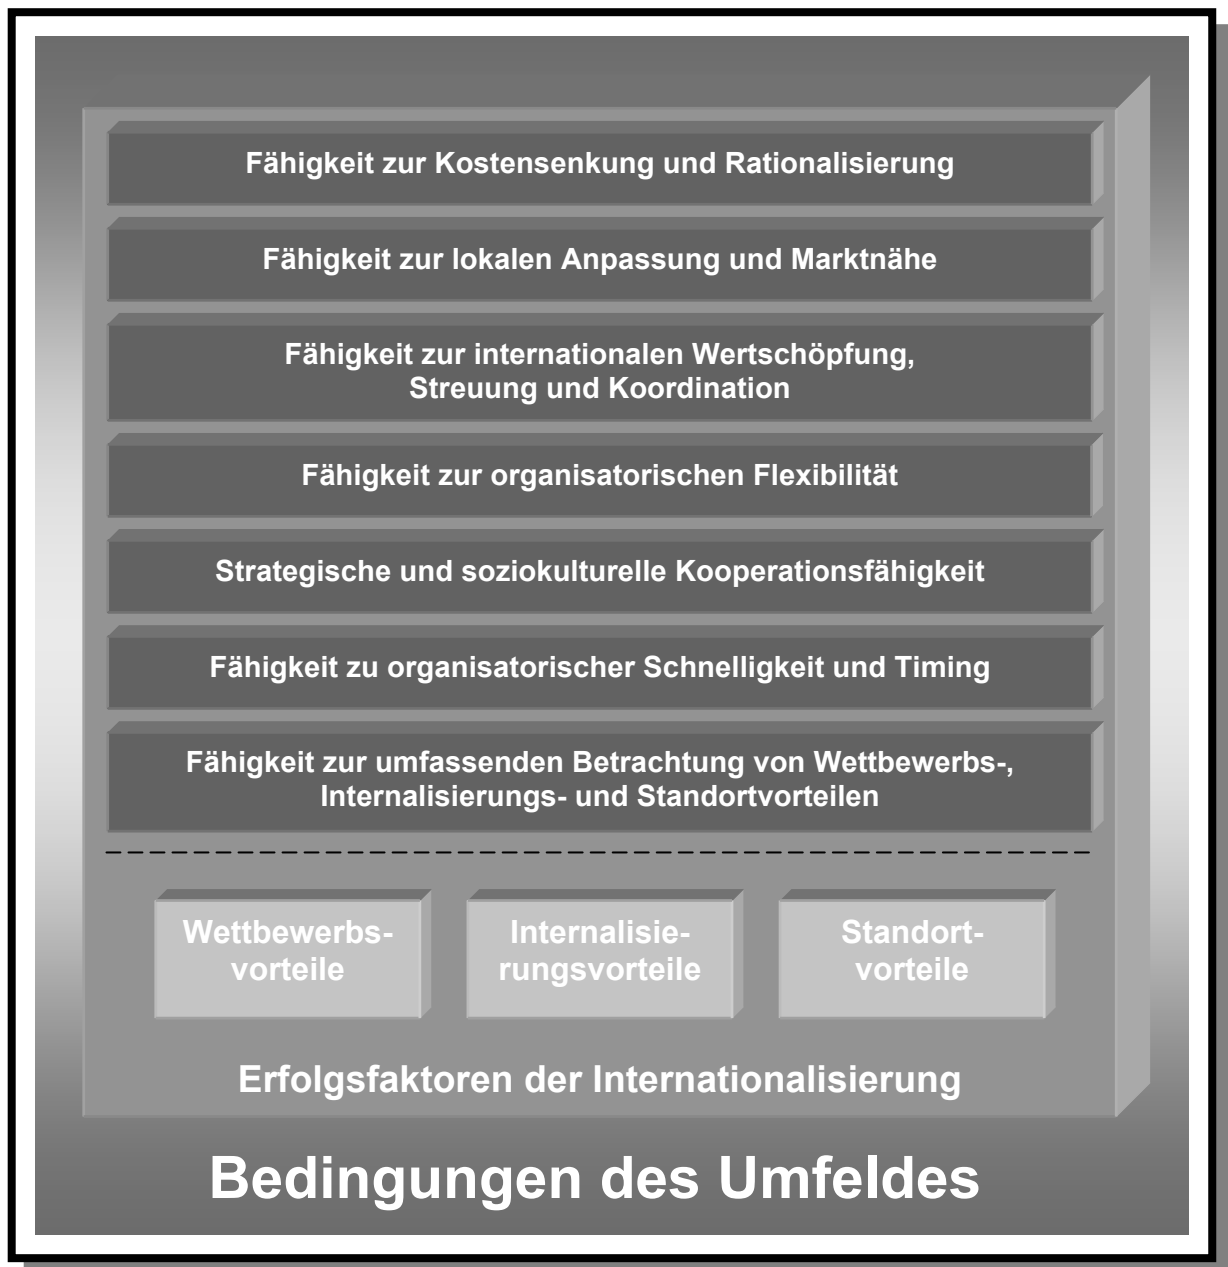 Fähigkeit zur Kostensenkung und Rationalisierung
Fähigkeit zur lokalen Anpassung und Marktnähe
Fähigkeit zur internationalen Wertschöpfung,
Streuung und Koordination
Fähigkeit zur organisatorischen Flexibilität
Strategische und soziokulturelle Kooperationsfähigkeit
Fähigkeit zu organisatorischer Schnelligkeit und Timing
Fähigkeit zur umfassenden Betrachtung von Wettbewerbs-,
Internalisierungs- und Standortvorteilen
Wettbewerbs-
vorteile
Internalisie-
rungsvorteile
Standort-
vorteile
Erfolgsfaktoren der Internationalisierung
Bedingungen des Umfeldes